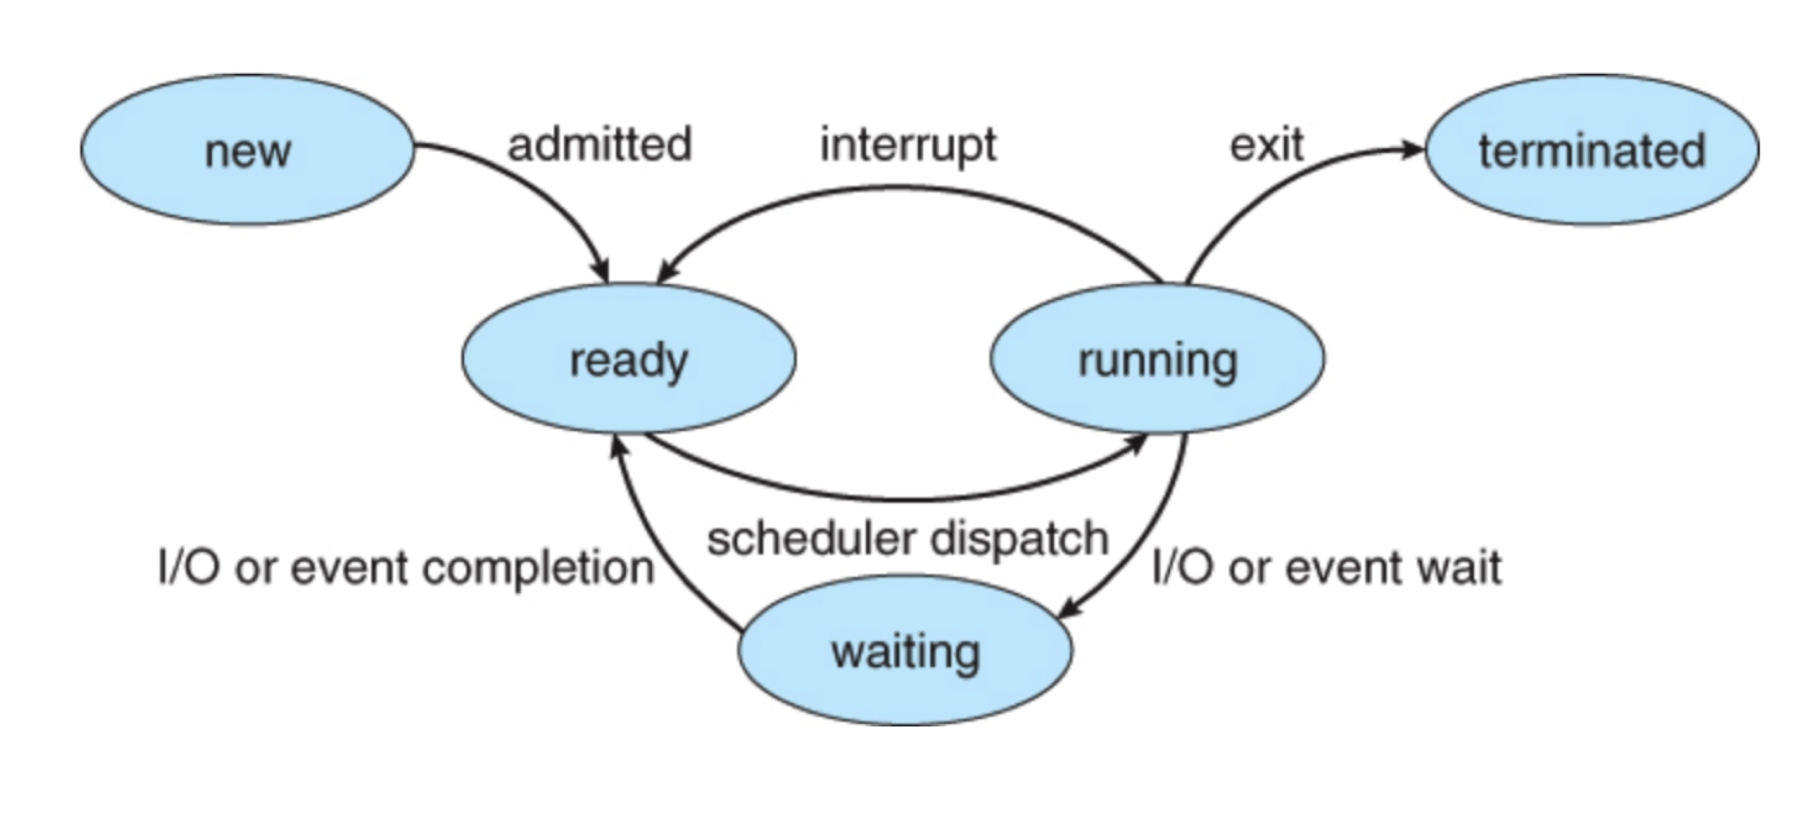 new
admitted
interrupt
exit
terminated
ready
running
scheduler dispatch
I/O or event completion
I/O or event wait
waiting